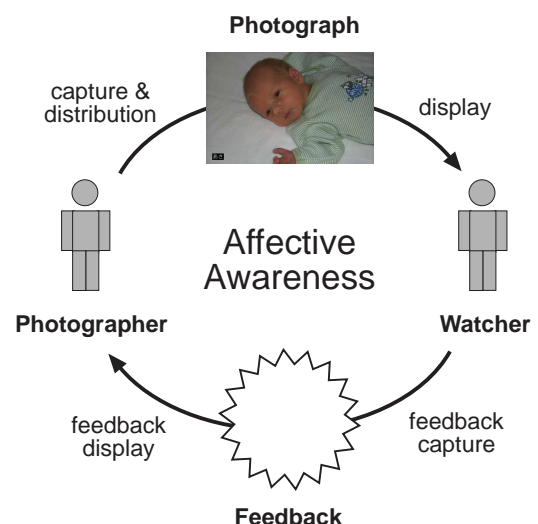 Photograph
capture &
distribution
display
Affective
Awareness
Photographer
Watcher
feedback
display
feedback
capture
Feedback